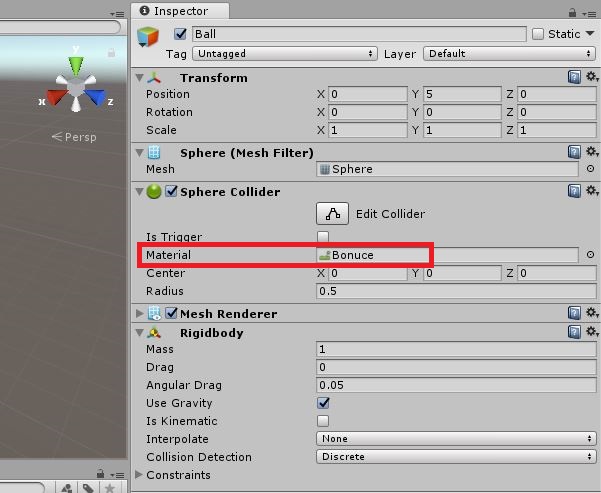 Inspector
Ball
Static
Tag Untagged Layer Default
y
x
z
Persp
Transform
Position X 0 Y 5 Z 0
Rotation X 0 Y 0 Z 0
Scale X 1 Y 1 Z 1
Sphere (Mesh Filter)
Mesh Sphere
Sphere Collider
Edit Collider
Is Trigger
Material Bonuce
Center X 0 Y 0 Z 0
Radius 0.5
Mesh Renderer
Rigidbody
Mass 1
Drag 0
Angular Drag 0.05
Use Gravity
Is Kinematic
Interpolate None
Collision Detection Discrete
Constraints